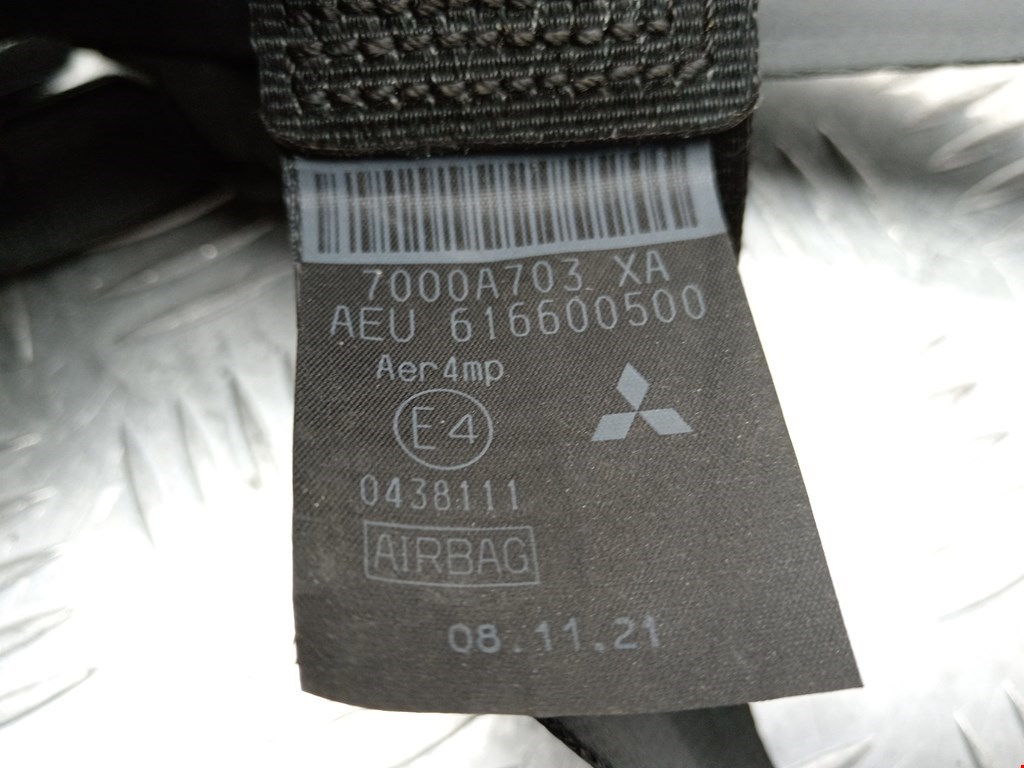 7000A703 XA
AEU 616600500
Aer4mp
E4
0438111
AIRBAG
08.11.21